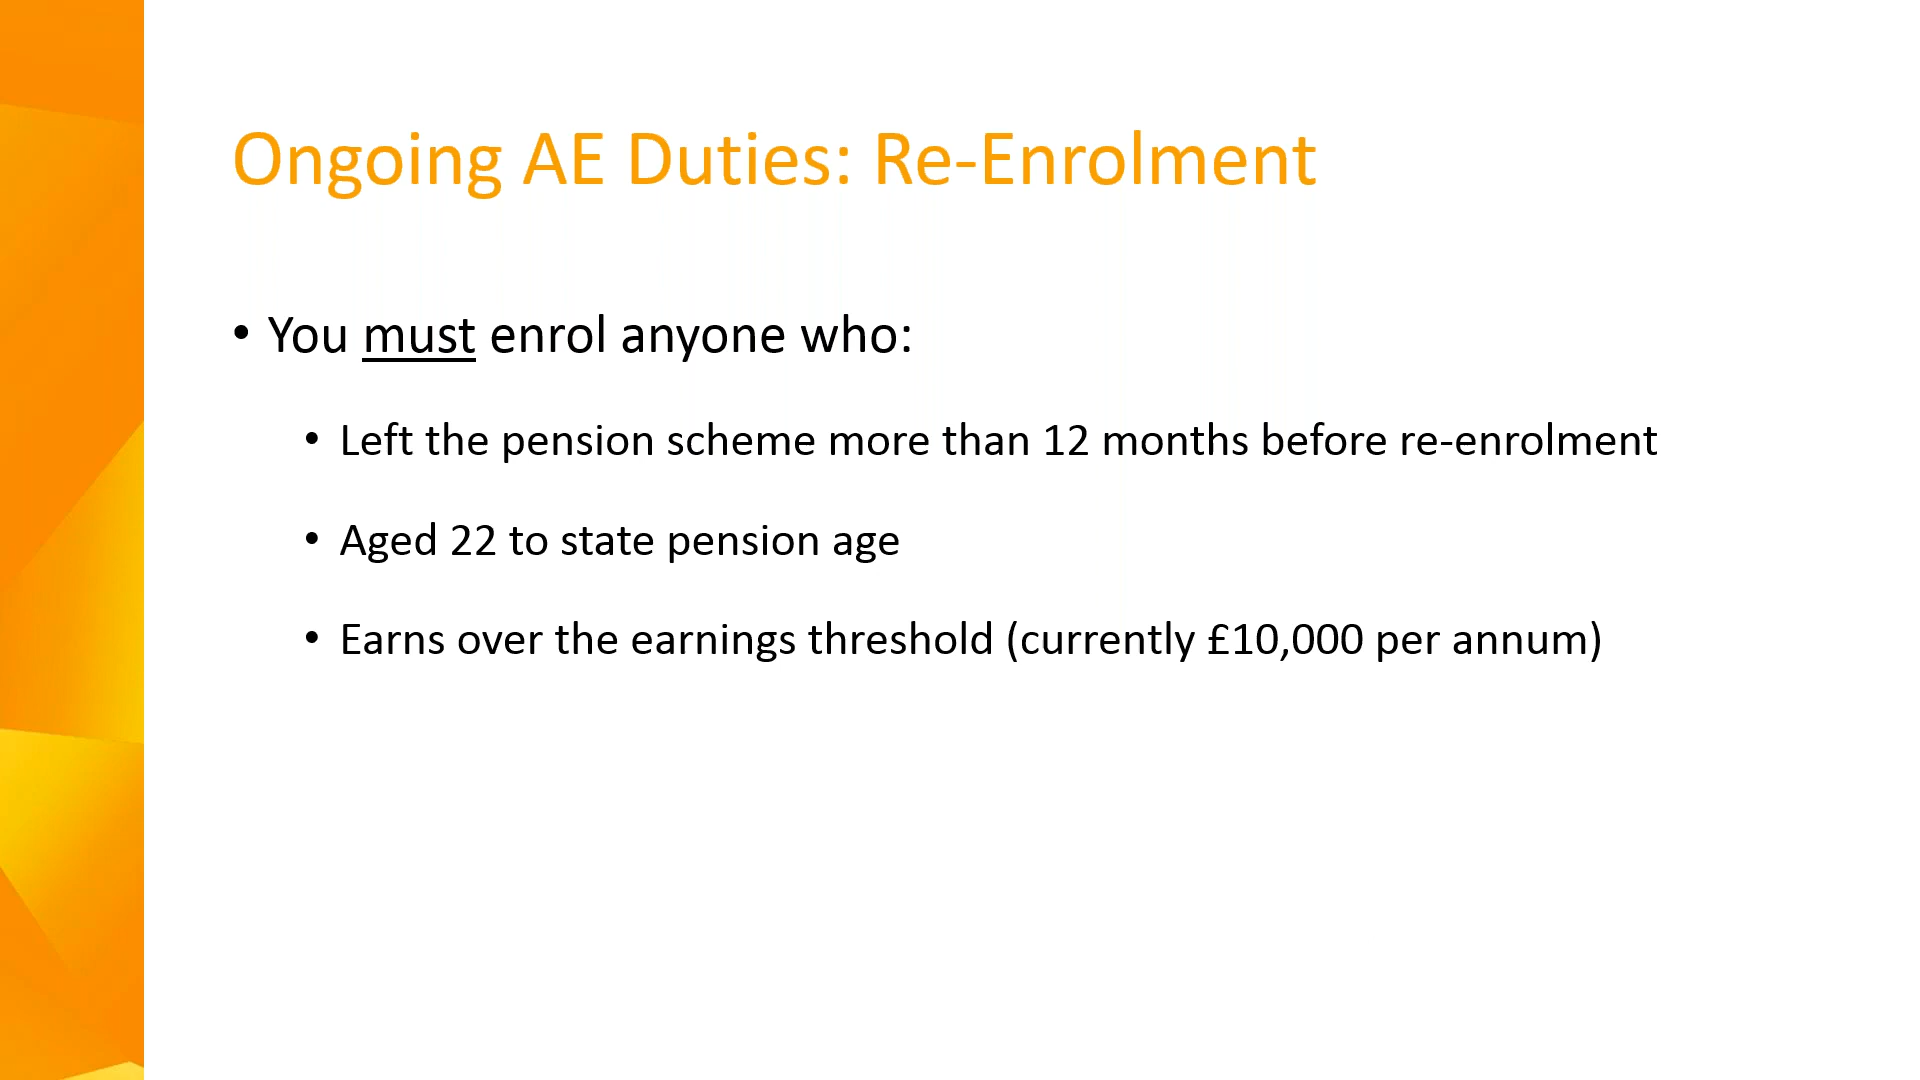 Ongoing AE Duties: Re-Enrolment
• You must enrol anyone who:
• Left the pension scheme more than 12 months before re-enrolment
• Aged 22 to state pension age
• Earns over the earnings threshold (currently £10,000 per annum)